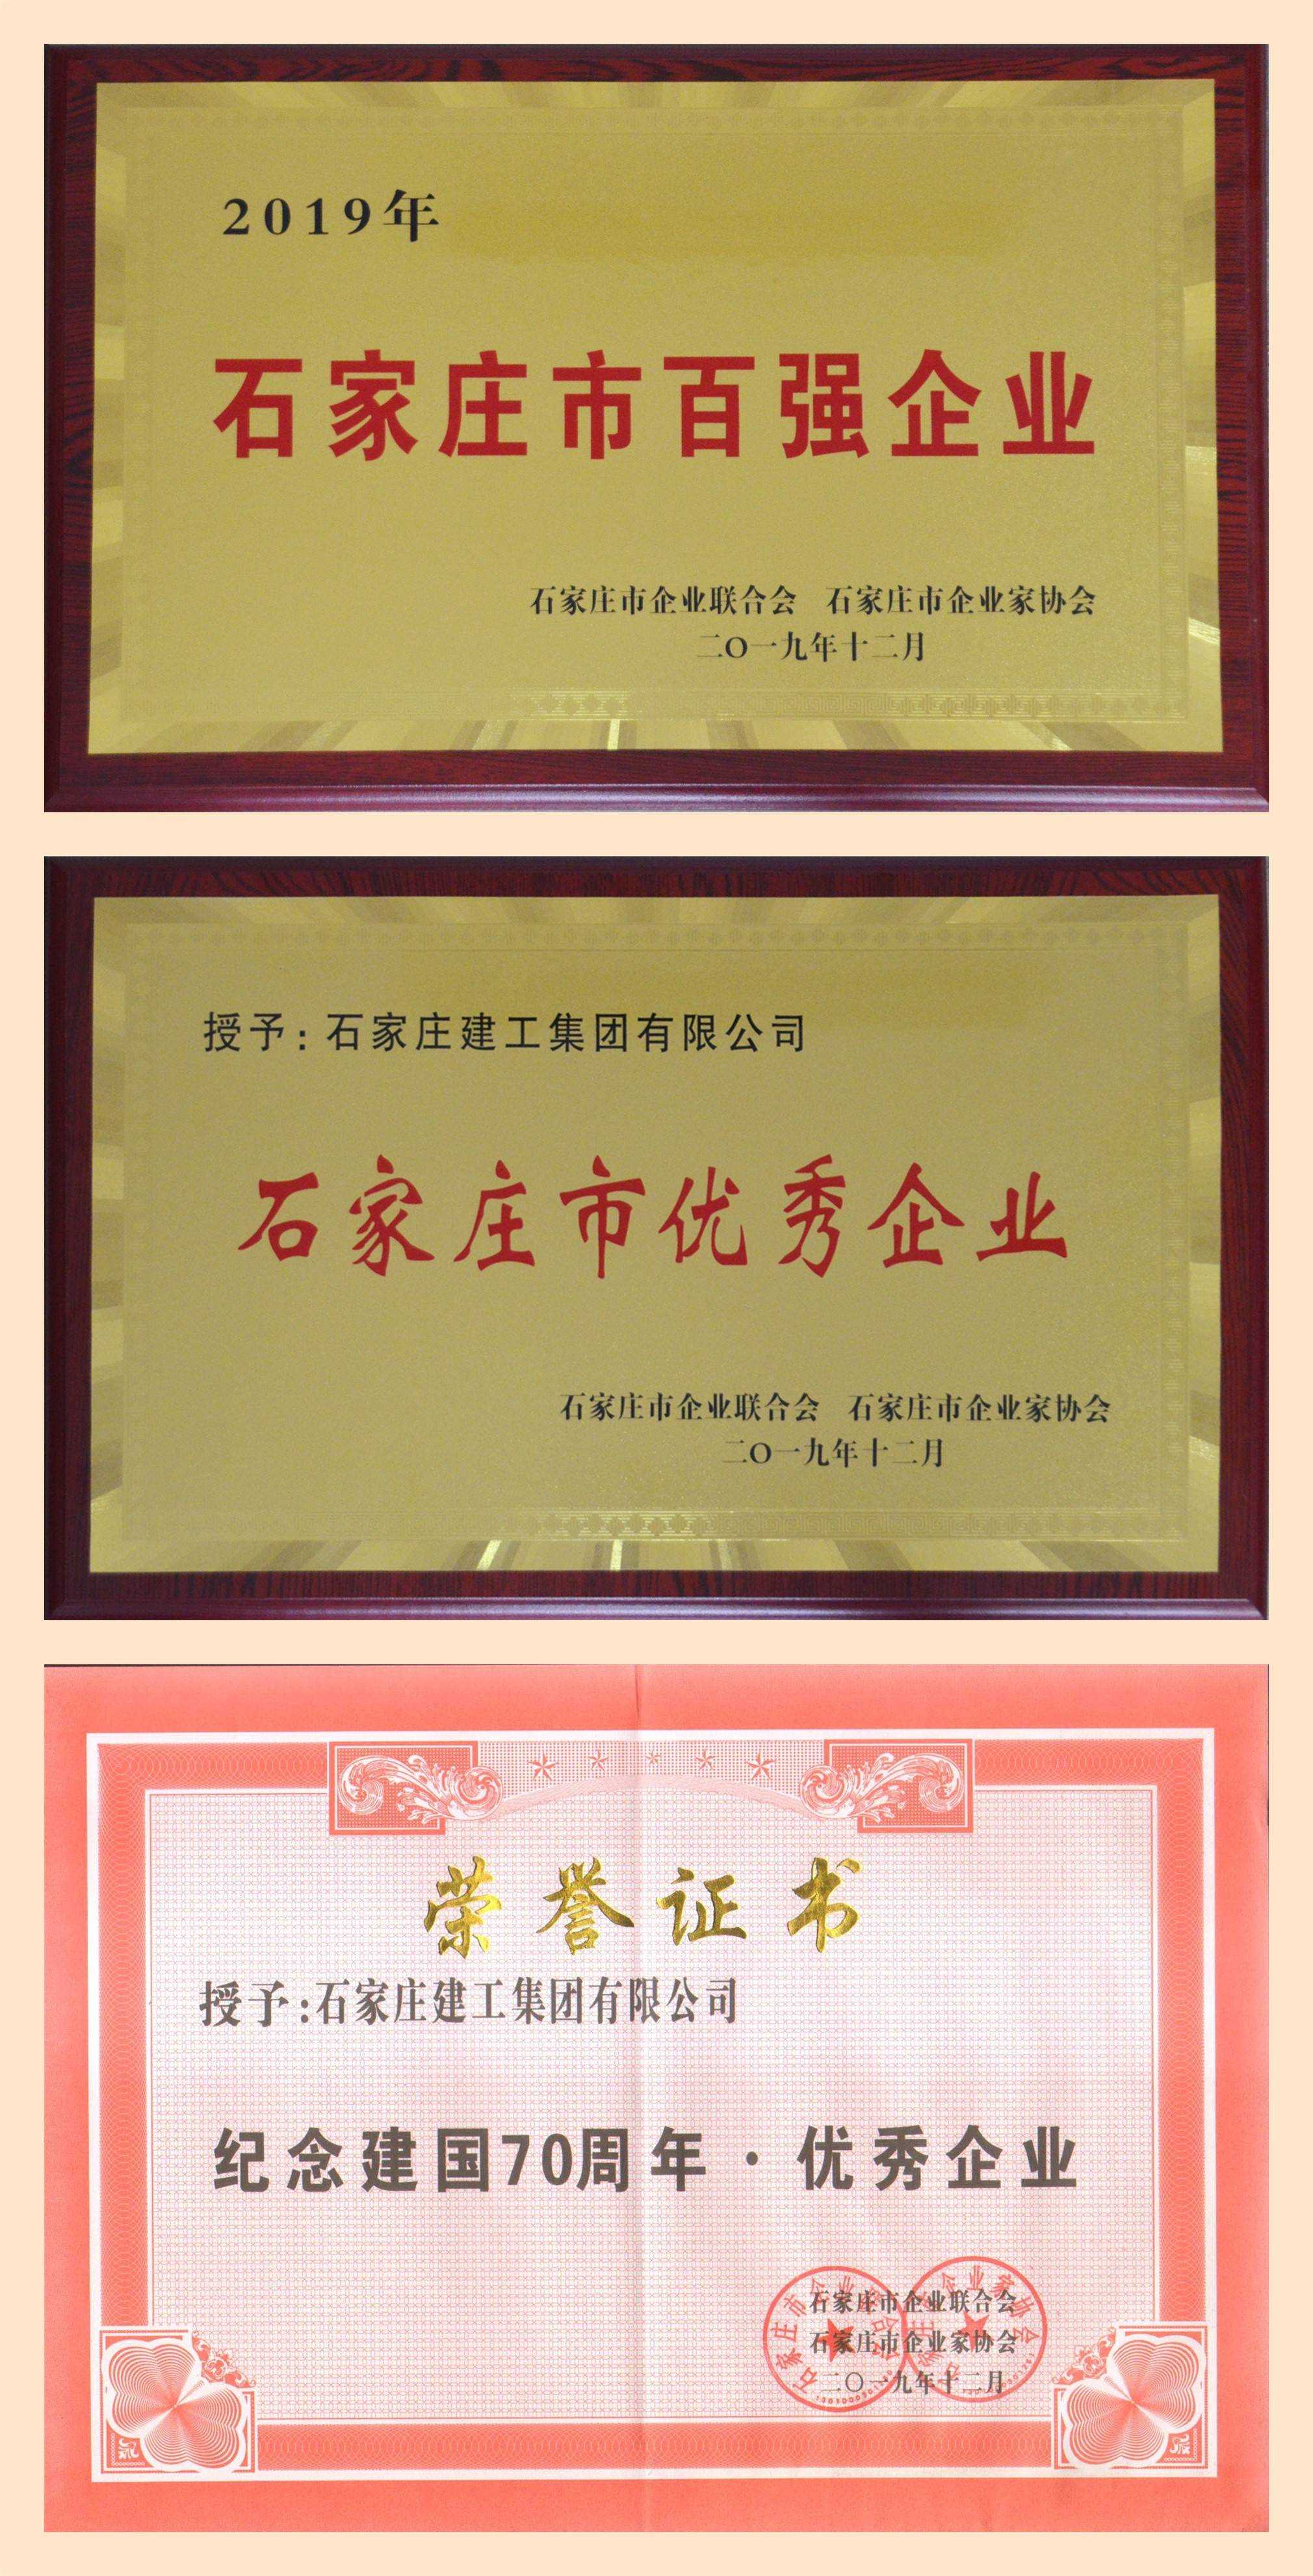 2019年
石家庄市百强企业
石家庄市企业联合会 石家庄市企业家协会
二〇一九年十二月
授予：石家庄建工集团有限公司
石家庄市优秀企业
石家庄市企业联合会 石家庄市企业家协会
二〇一九年十二月
荣誉证书
授予：石家庄建工集团有限公司
纪念建国70周年·优秀企业
石家庄市企业联合会
石家庄市企业家协会
二〇一九年十二月